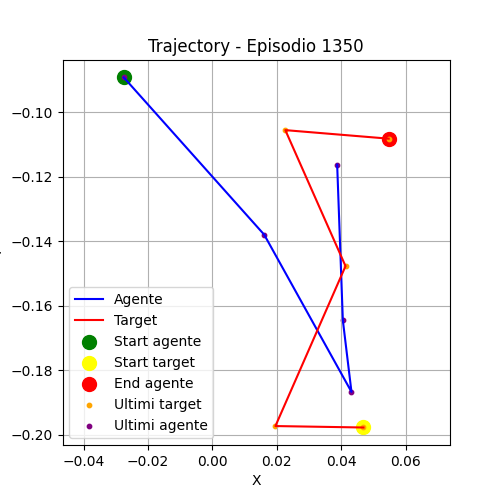 Trajectory - Episodio 1350
−0.10
−0.12
−0.14
−0.16
−0.18
−0.20
Agente
Target
Start agente
Start target
End agente
Ultimi target
Ultimi agente
−0.04 −0.02 0.00 0.02 0.04 0.06
X